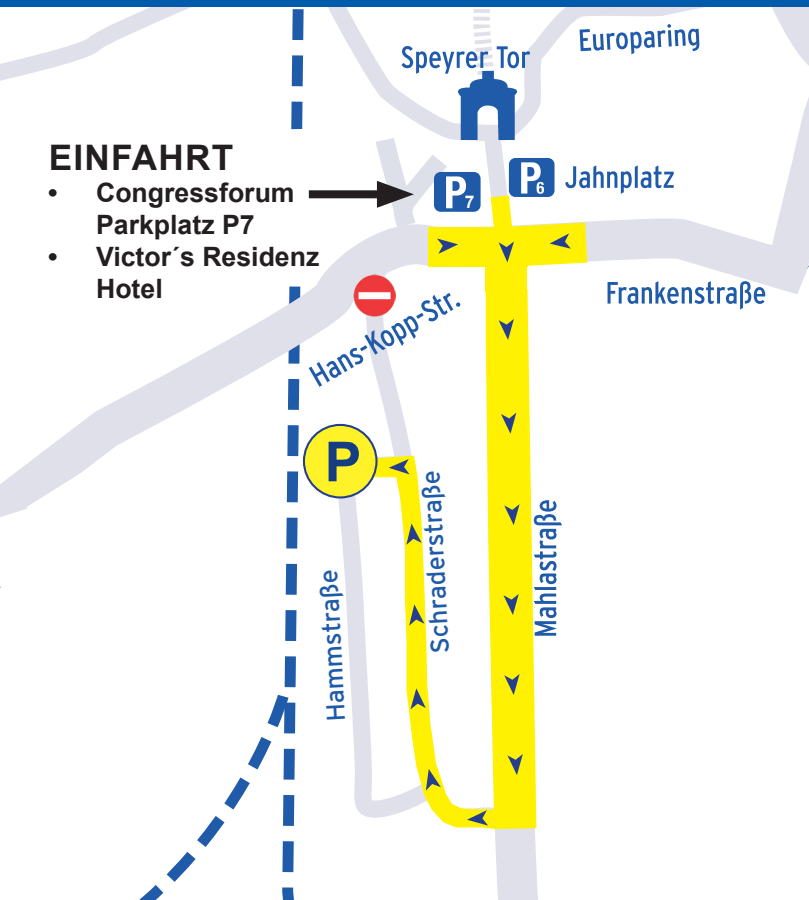 Europaring
Speyrer Tor
EINFAHRT
• Congressforum
Parkplatz P7
• Victor´s Residenz
Hotel
P7
P6
Jahnplatz
Frankenstraße
Hans-Kopp-Str.
P
Schraderstraße
Mahlastraße
Hammstraße